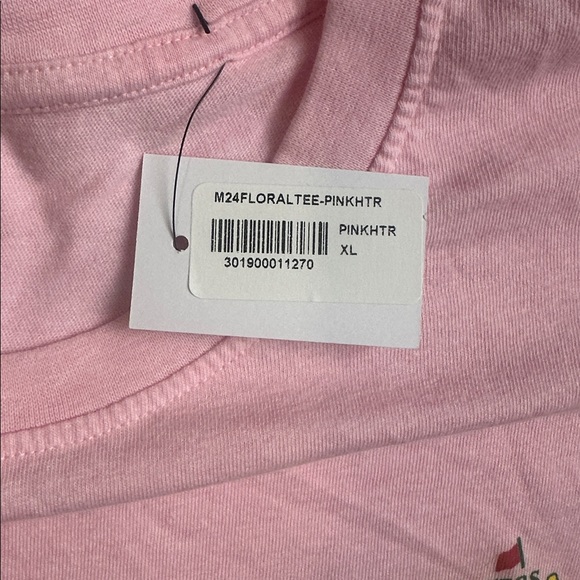 M24FLORALTEE-PINKHTR
PINKHTR
XL
301900011270